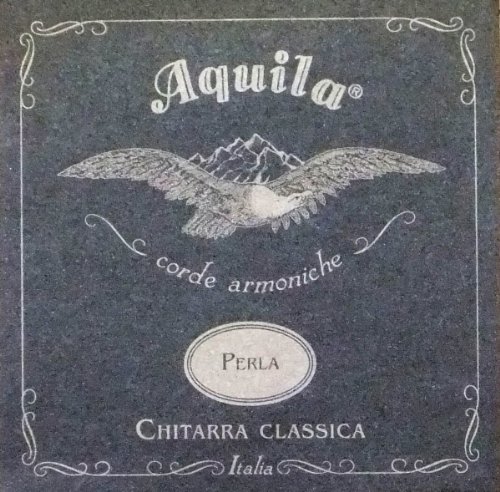 Aquila®
corde armoniche
PERLA
CHITARRA CLASSICA
Italia